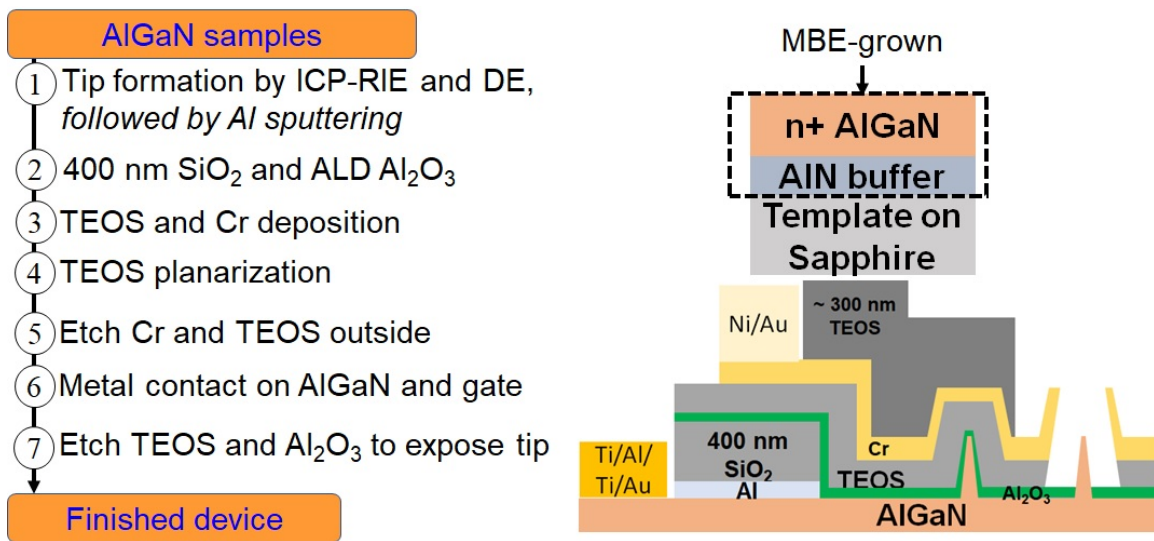 AlGaN samples
1 Tip formation by ICP-RIE and DE,
followed by Al sputtering
2 400 nm SiO₂ and ALD Al₂O₃
3 TEOS and Cr deposition
4 TEOS planarization
5 Etch Cr and TEOS outside
6 Metal contact on AlGaN and gate
7 Etch TEOS and Al₂O₃ to expose tip
Finished device
MBE-grown
n+ AlGaN
AlN buffer
Template on
Sapphire
Ni/Au
~ 300 nm
TEOS
Ti/Al/
Ti/Au
400 nm
SiO₂
Al
Cr
TEOS
Al₂O₃
AlGaN